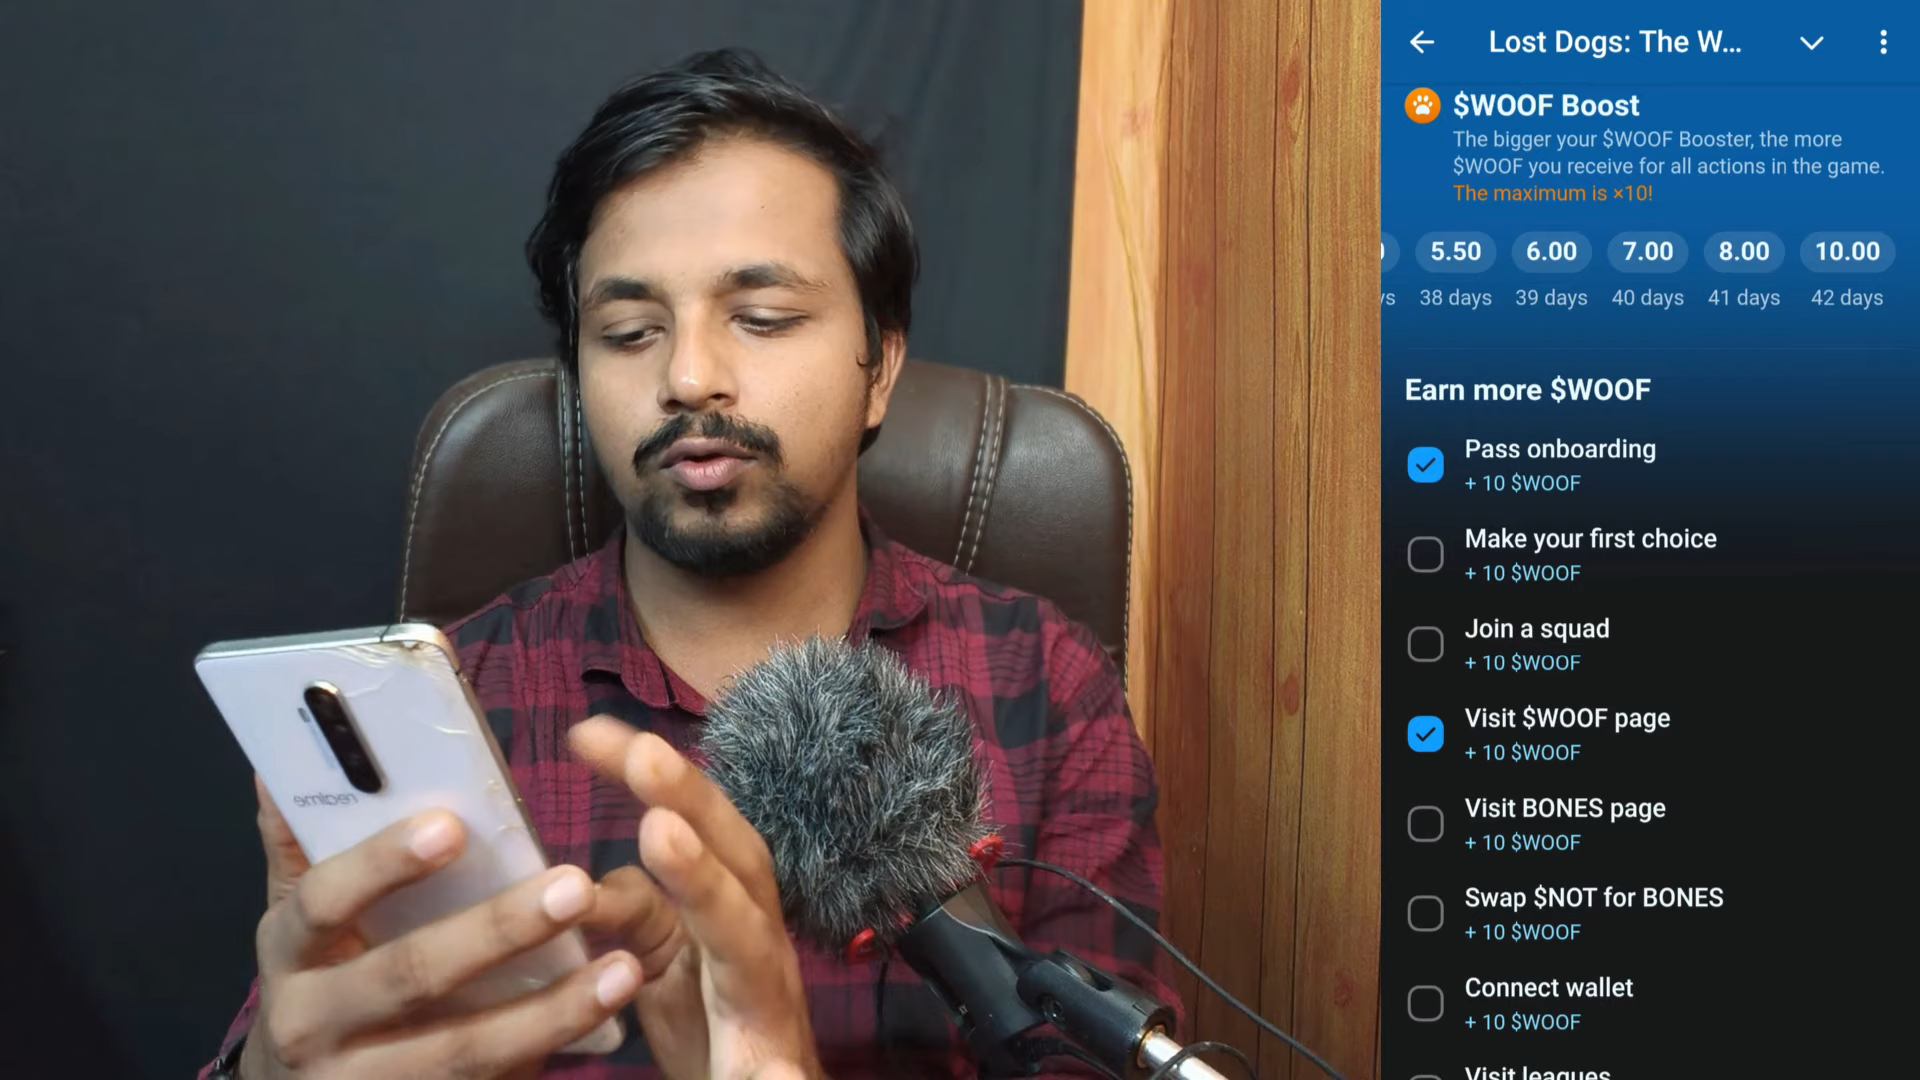 Lost Dogs: The W...
$WOOF Boost
The bigger your $WOOF Booster, the more
$WOOF you receive for all actions in the game.
The maximum is ×10!
5.50 6.00 7.00 8.00 10.00
38 days 39 days 40 days 41 days 42 days
Earn more $WOOF
Pass onboarding
+ 10 $WOOF
Make your first choice
+ 10 $WOOF
Join a squad
+ 10 $WOOF
Visit $WOOF page
+ 10 $WOOF
Visit BONES page
+ 10 $WOOF
Swap $NOT for BONES
+ 10 $WOOF
Connect wallet
+ 10 $WOOF
Visit leagues
realme